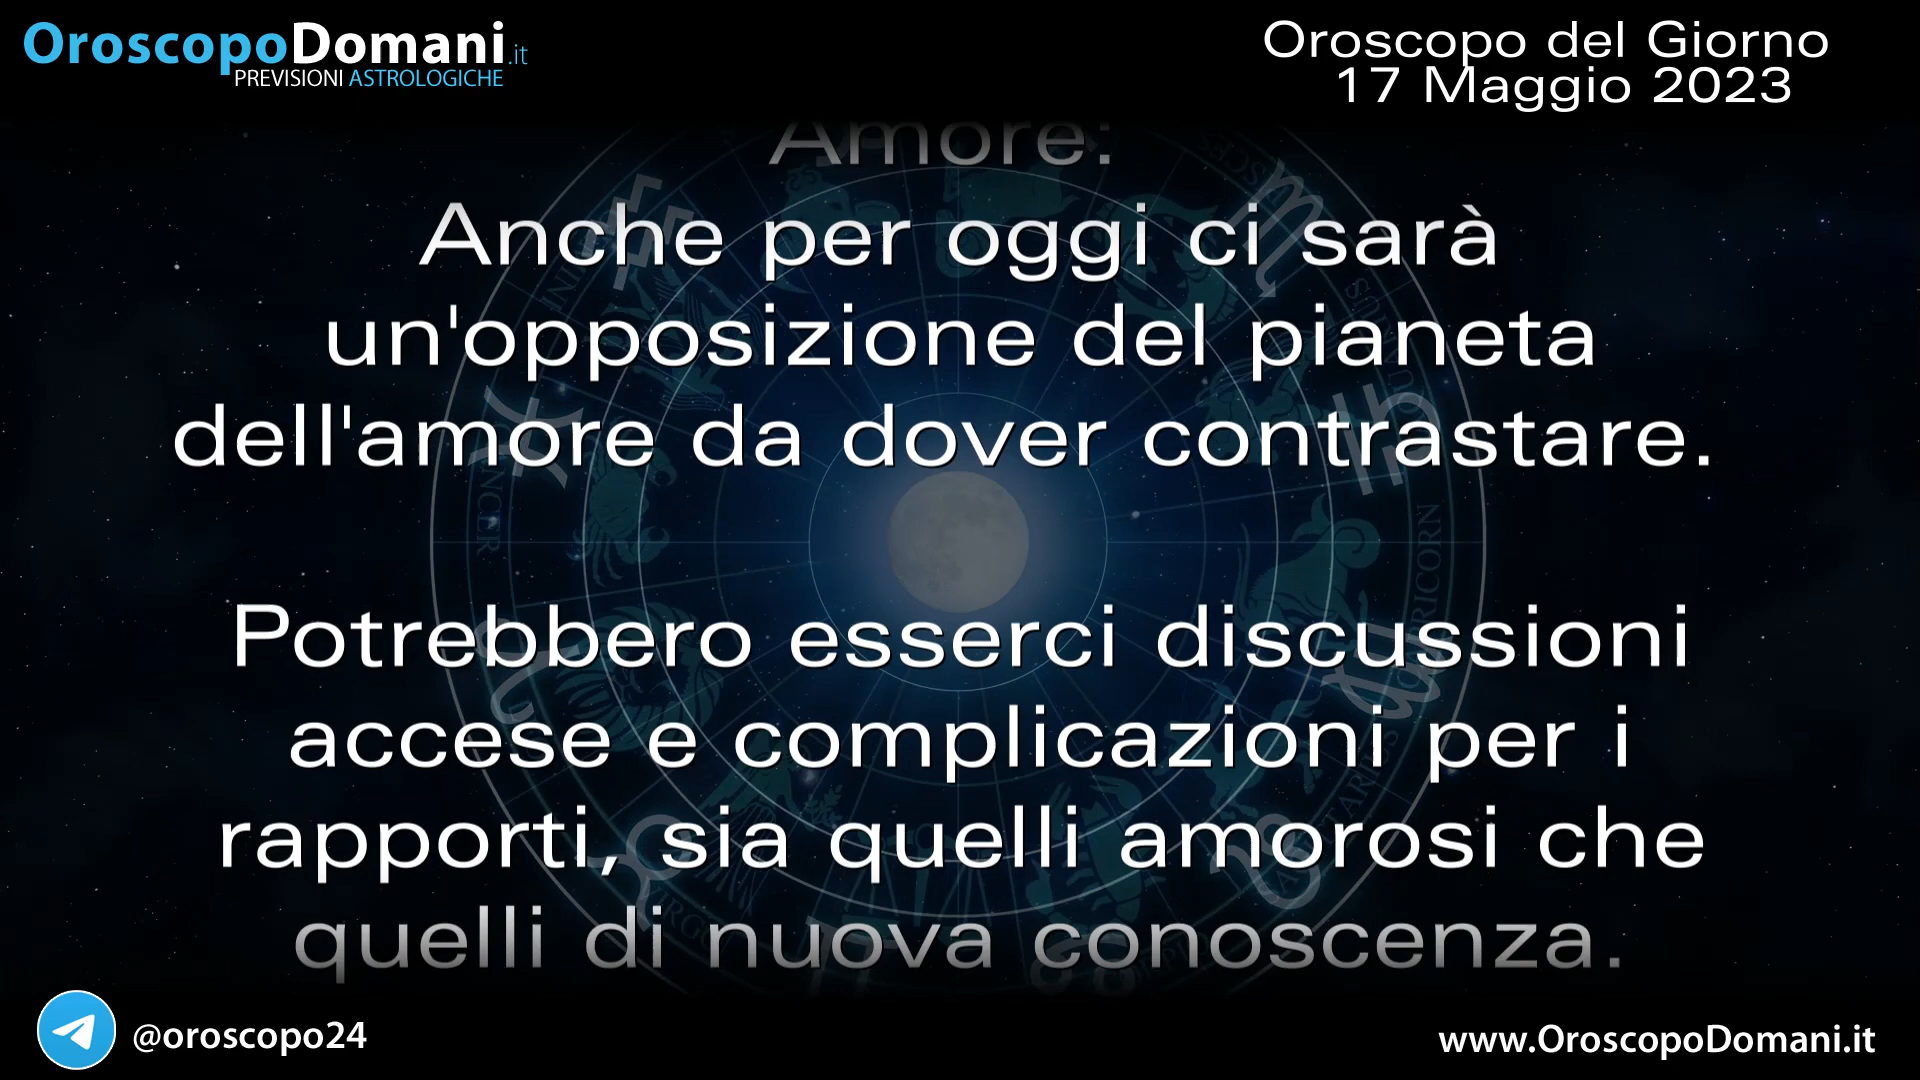 OroscopoDomani.it
PREVISIONI ASTROLOGICHE
Oroscopo del Giorno
17 Maggio 2023
Amore:
Anche per oggi ci sarà
un'opposizione del pianeta
dell'amore da dover contrastare.
Potrebbero esserci discussioni
accese e complicazioni per i
rapporti, sia quelli amorosi che
quelli di nuova conoscenza.
CANCER
CAPRICORN
@oroscopo24
www.OroscopoDomani.it